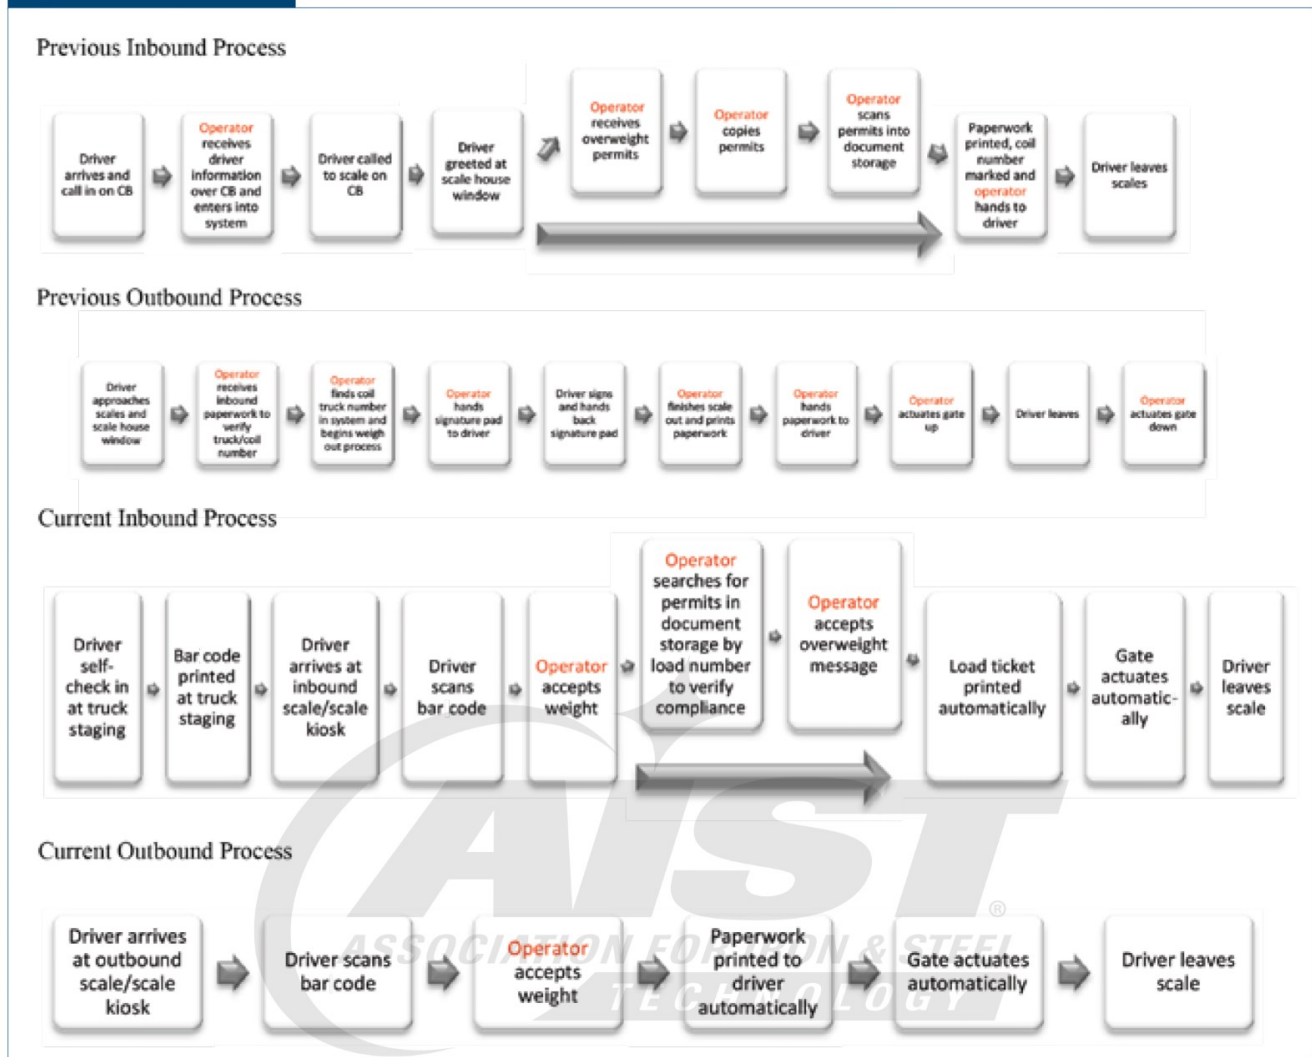 Previous Inbound Process
Driver
arrives and
call in on CB
Operator
receives
driver
information
over CB and
enters into
system
Driver called
to scale on
CB
Driver
greeted at
scale house
window
Operator
receives
overweight
permits
Operator
copies
permits
Operator
scans
permits into
document
storage
Paperwork
printed, coil
number
marked and
operator
hands to
driver
Driver leaves
scales
Previous Outbound Process
Driver
approaches
scales and
scale house
window
Operator
receives
inbound
paperwork to
verify
truck/coil
number
Operator
finds coil
truck number
in system and
begins weigh
out process
Operator
hands
signature pad
to driver
Driver signs
and hands
back
signature pad
Operator
finishes scale
out and prints
paperwork
Operator
hands
paperwork to
driver
Operator
actuates gate
up
Driver leaves
Operator
actuates gate
down
Current Inbound Process
Driver
self-
check in
at truck
staging
Bar code
printed
at truck
staging
Driver
arrives at
inbound
scale/scale
kiosk
Driver
scans
bar code
Operator
accepts
weight
Operator
searches for
permits in
document
storage by
load number
to verify
compliance
Operator
accepts
overweight
message
Load ticket
printed
automatically
Gate
actuates
automatic-
ally
Driver
leaves
scale
Current Outbound Process
Driver arrives
at outbound
scale/scale
kiosk
Driver scans
bar code
Operator
accepts
weight
Paperwork
printed to
driver
automatically
Gate actuates
automatically
Driver leaves
scale
AIST
®
ASSOCIATION FOR IRON & STEEL
TECHNOLOGY